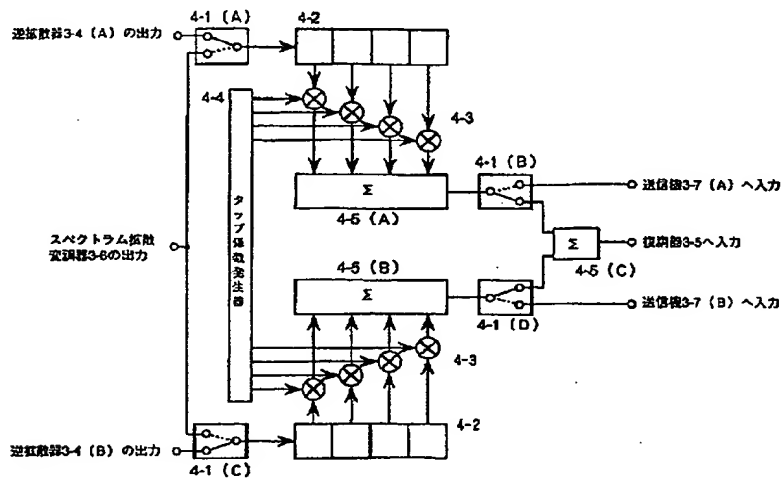 4-1 (A)
4-2
逆拡散器3-4 (A) の出力
4-4
4-3
タップ係数発生器
Σ
4-1 (B)
送信機3-7 (A) へ入力
4-5 (A)
スペクトラム拡散
変調器3-6の出力
Σ
復調器3-5へ入力
4-5 (B)
4-5 (C)
Σ
送信機3-7 (B) へ入力
4-1 (D)
4-3
4-2
逆拡散器3-4 (B) の出力
4-1 (C)